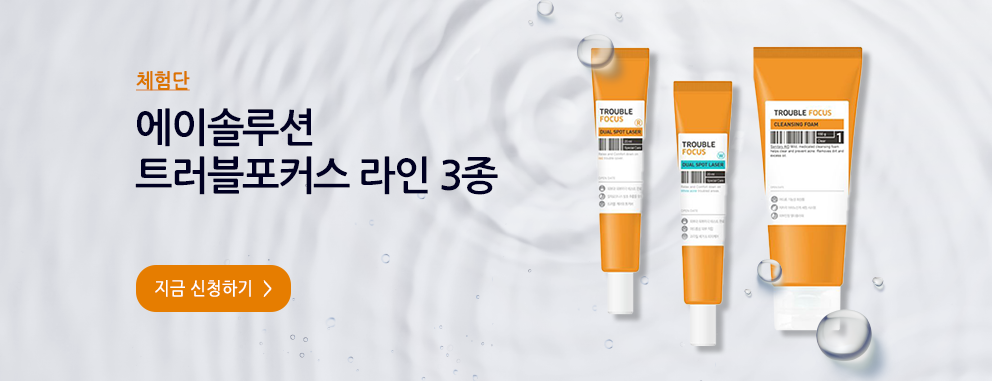 체험단
에이솔루션
트러블포커스 라인 3종
지금 신청하기 >
TROUBLE
FOCUS
DUAL SPOT LASER
TROUBLE
FOCUS
DUAL SPOT LASER
TROUBLE FOCUS
CLEANSING FOAM
1